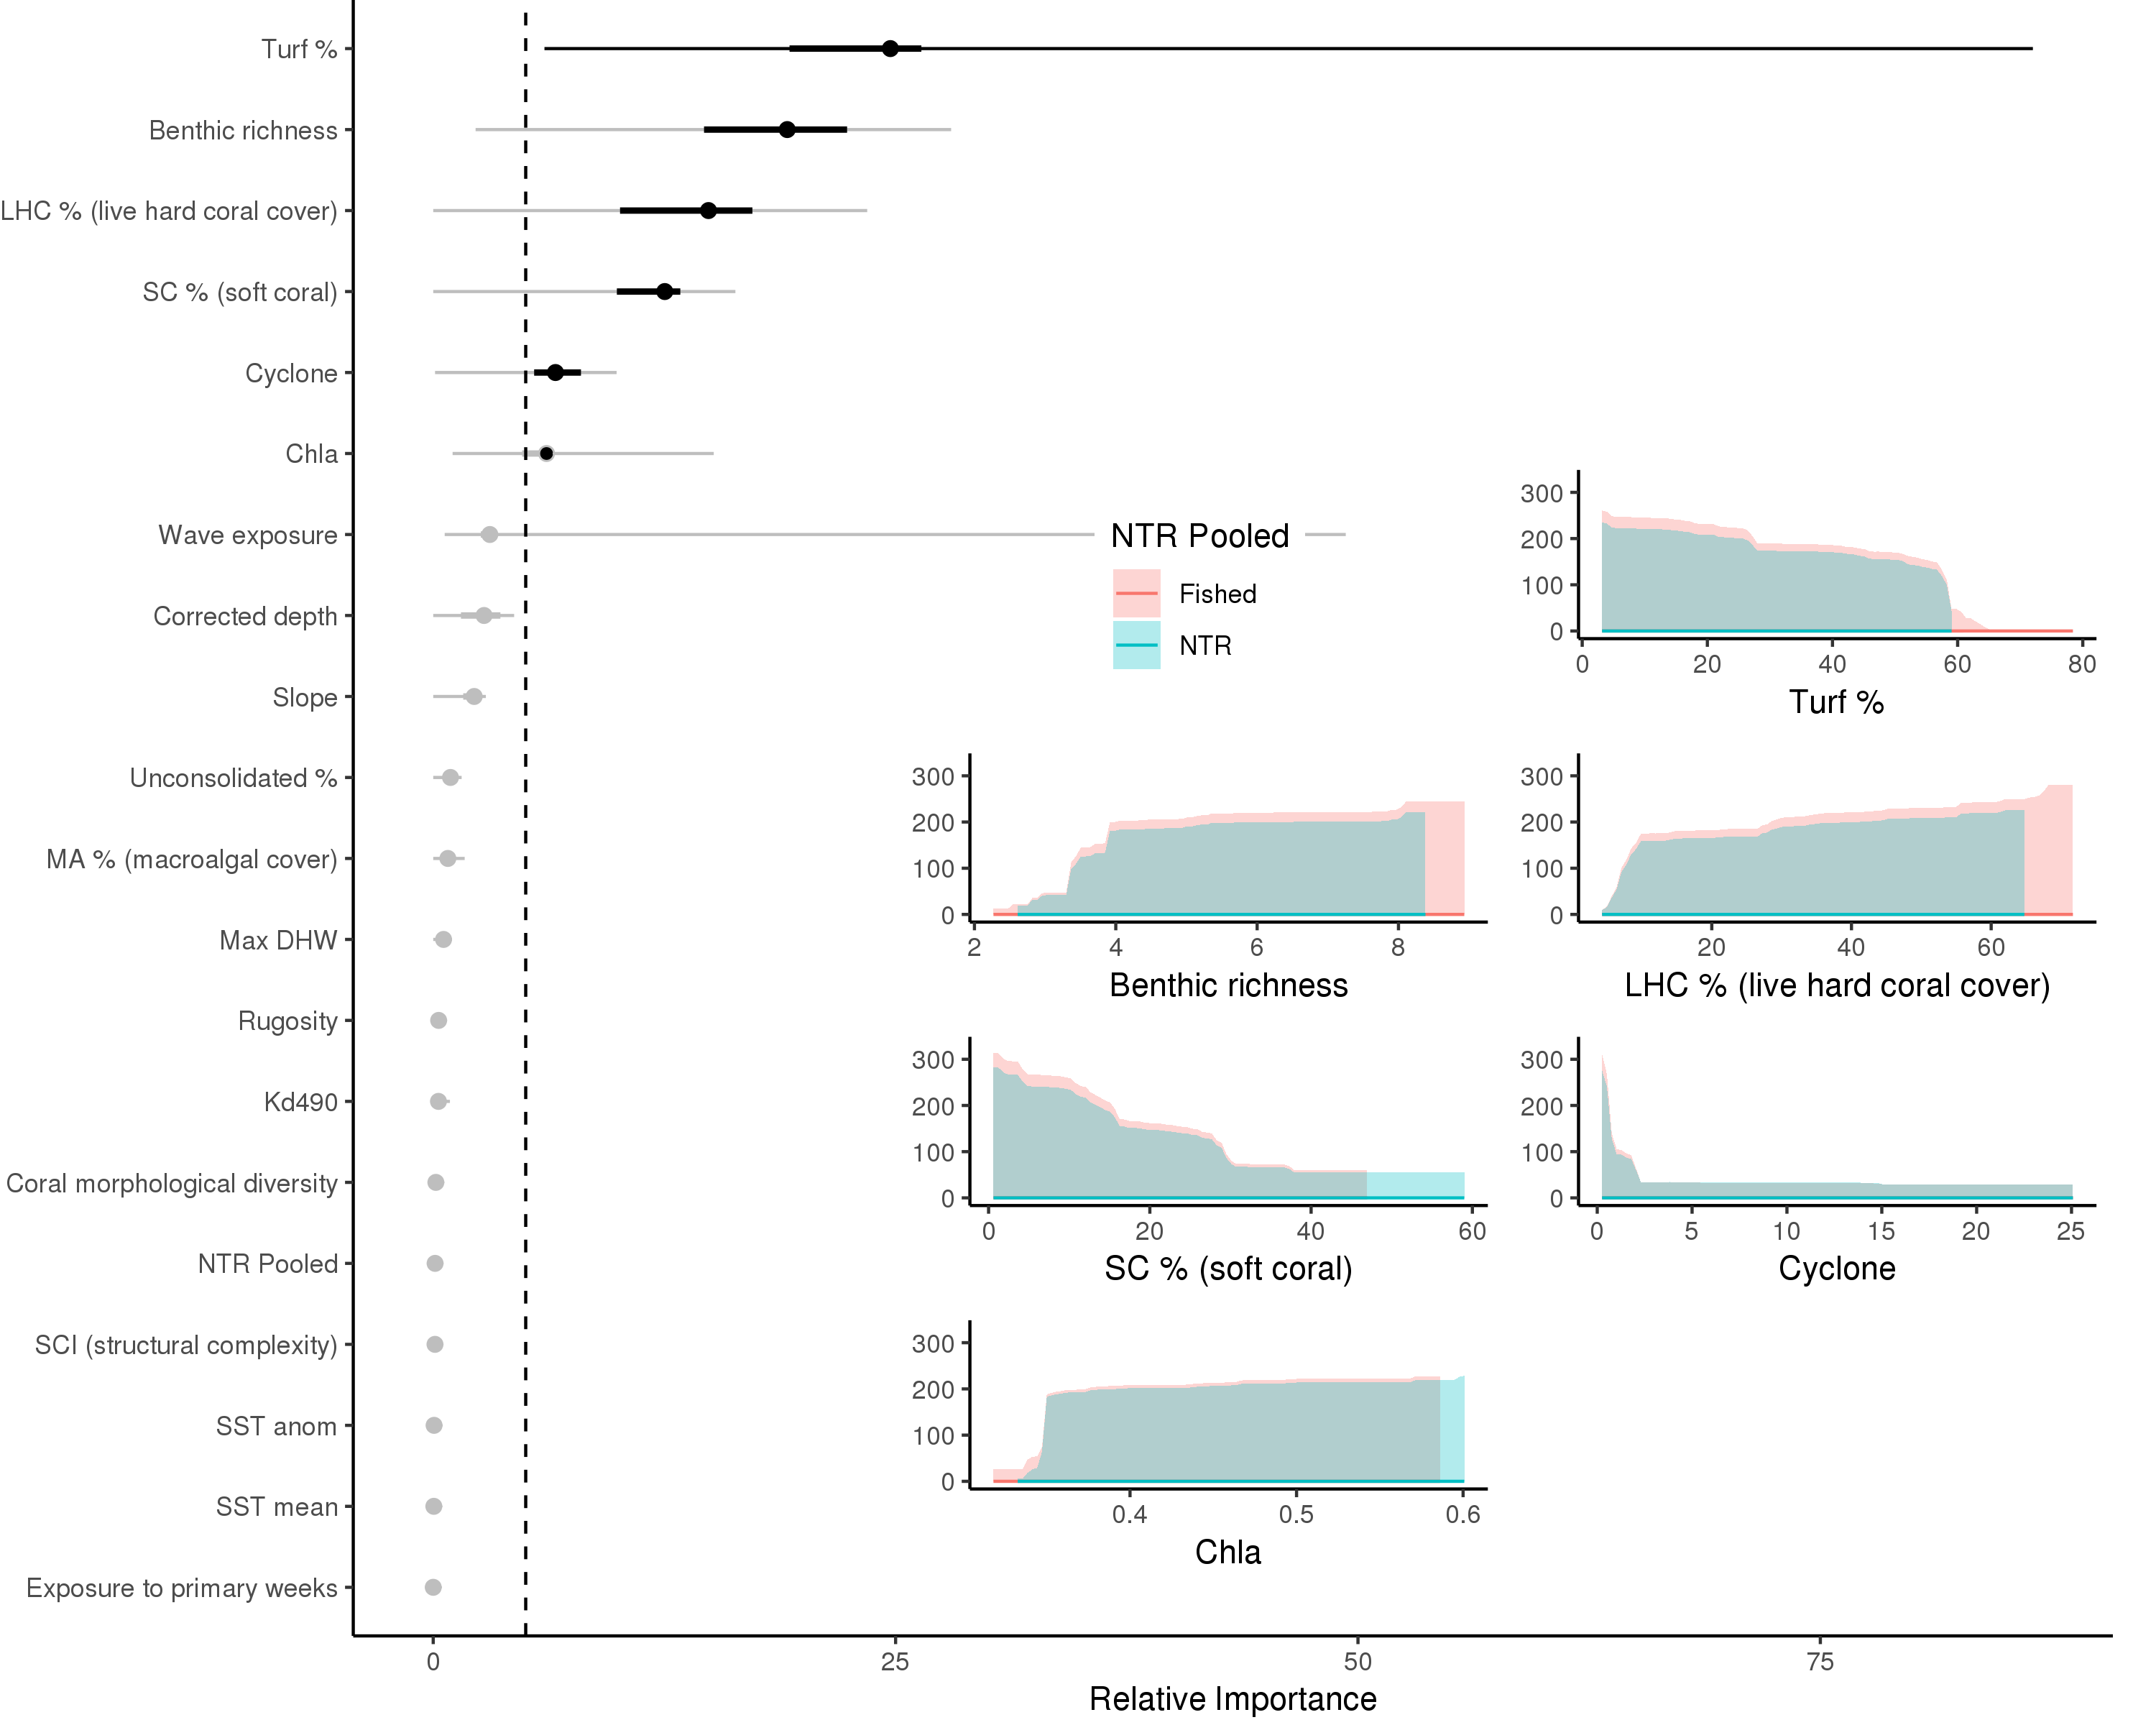 Turf %
Benthic richness
LHC % (live hard coral cover)
SC % (soft coral)
Cyclone
Chla
Wave exposure
Corrected depth
Slope
Unconsolidated %
MA % (macroalgal cover)
Max DHW
Rugosity
Kd490
Coral morphological diversity
NTR Pooled
SCI (structural complexity)
SST anom
SST mean
Exposure to primary weeks
0 25 50 75
Relative Importance
NTR Pooled
Fished
NTR
300
200
100
0
0 20 40 60 80
Turf %
300
200
100
0
2 4 6 8
Benthic richness
300
200
100
0
20 40 60
LHC % (live hard coral cover)
300
200
100
0
0 20 40 60
SC % (soft coral)
300
200
100
0
0 5 10 15 20 25
Cyclone
300
200
100
0
0.4 0.5 0.6
Chla